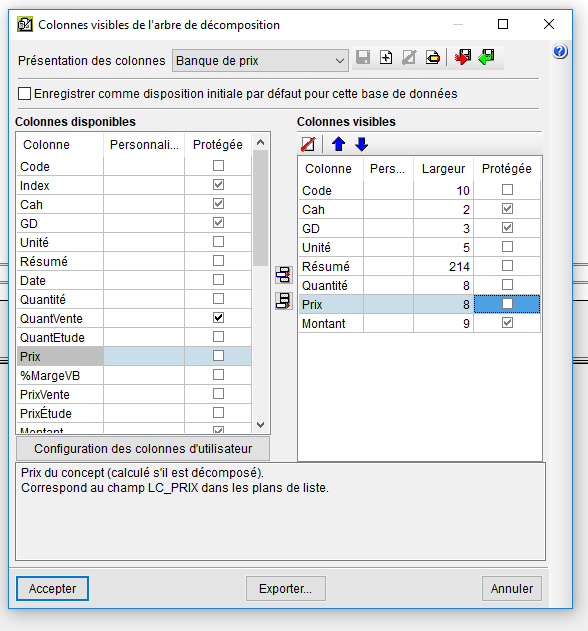 Colonnes visibles de l'arbre de décomposition
Présentation des colonnes Banque de prix
Enregistrer comme disposition initiale par défaut pour cette base de données
Colonnes disponibles
Colonne Personnali... Protégée
Code
Index
Cah
GD
Unité
Résumé
Date
Quantité
QuantVente
QuantEtude
Prix
%MargeVB
PrixVente
PrixÉtude
Montant
Configuration des colonnes d'utilisateur
Colonnes visibles
Colonne Pers... Largeur Protégée
Code 10
Cah 2
GD 3
Unité 5
Résumé 214
Quantité 8
Prix 8
Montant 9
Prix du concept (calculé s'il est décomposé).
Correspond au champ LC_PRIX dans les plans de liste.
Accepter Exporter... Annuler